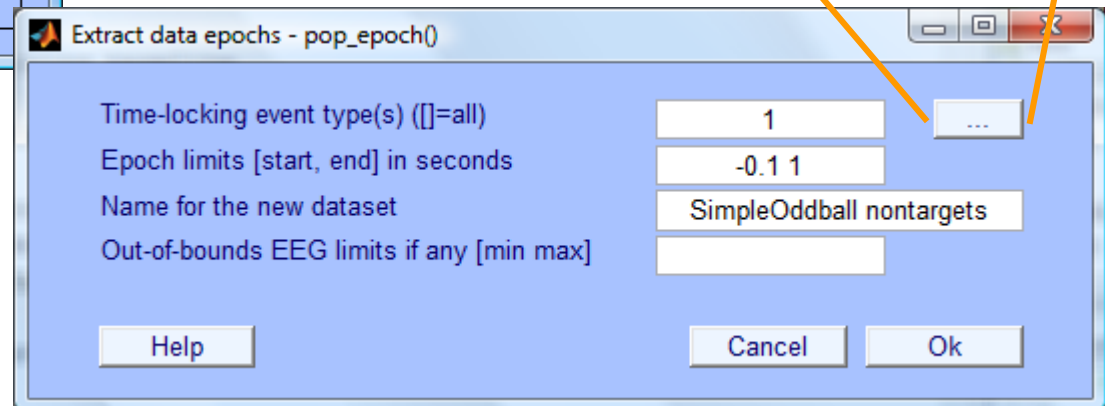 Extract data epochs - pop_epoch()
Time-locking event type(s) ([]=all) 1 ...
Epoch limits [start, end] in seconds -0.1 1
Name for the new dataset SimpleOddball nontargets
Out-of-bounds EEG limits if any [min max]
Help Cancel Ok